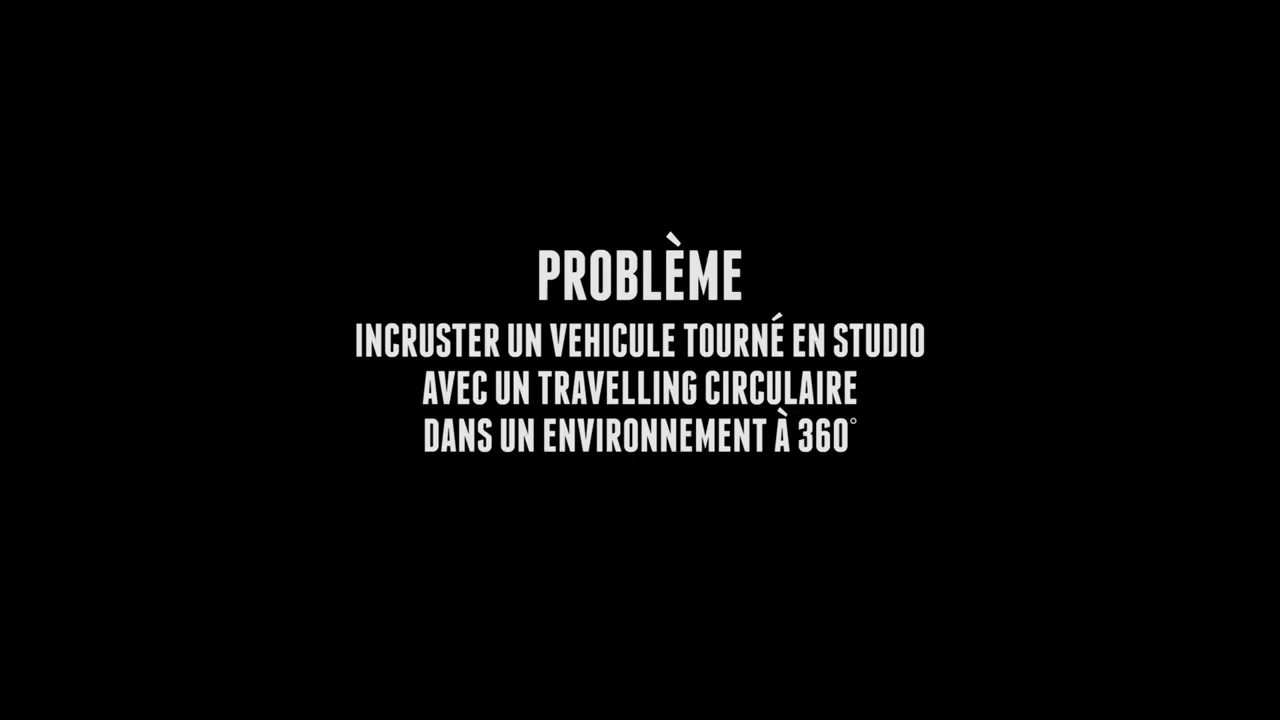 PROBLÈME
INCRUSTER UN VEHICULE TOURNÉ EN STUDIO
AVEC UN TRAVELLING CIRCULAIRE
DANS UN ENVIRONNEMENT À 360°